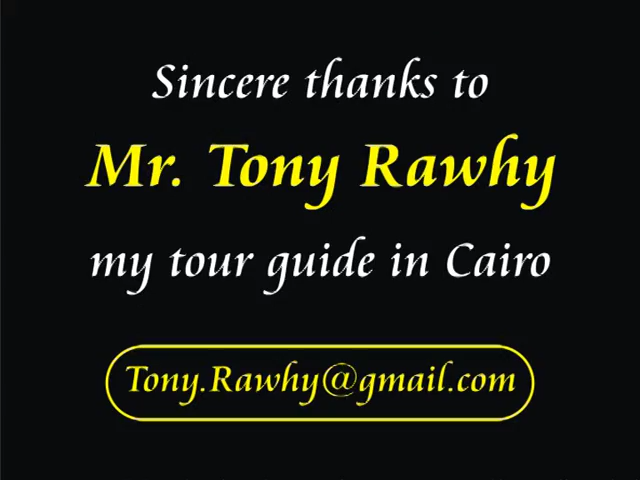 Sincere thanks to
Mr. Tony Rawhy
my tour guide in Cairo
Tony.Rawhy@gmail.com